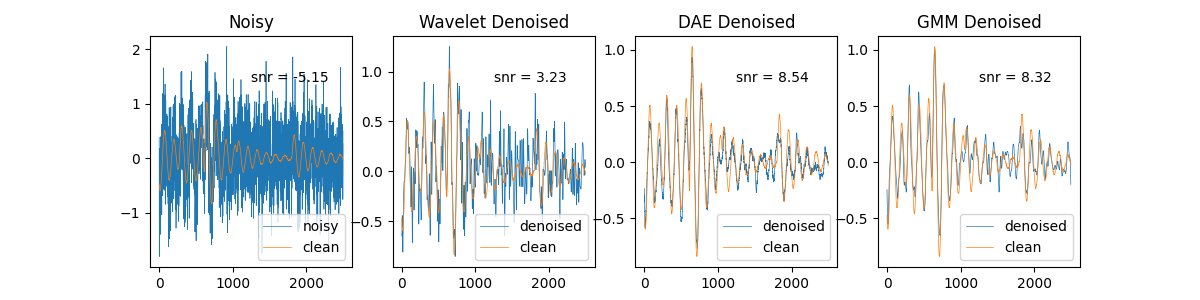 Noisy
2
1
0
−1
0
1000
2000
snr = -5.15
noisy
clean
Wavelet Denoised
1.0
0.5
0.0
−0.5
0
1000
2000
snr = 3.23
denoised
clean
DAE Denoised
1.0
0.5
0.0
−0.5
0
1000
2000
snr = 8.54
denoised
clean
GMM Denoised
1.0
0.5
0.0
−0.5
0
1000
2000
snr = 8.32
denoised
clean